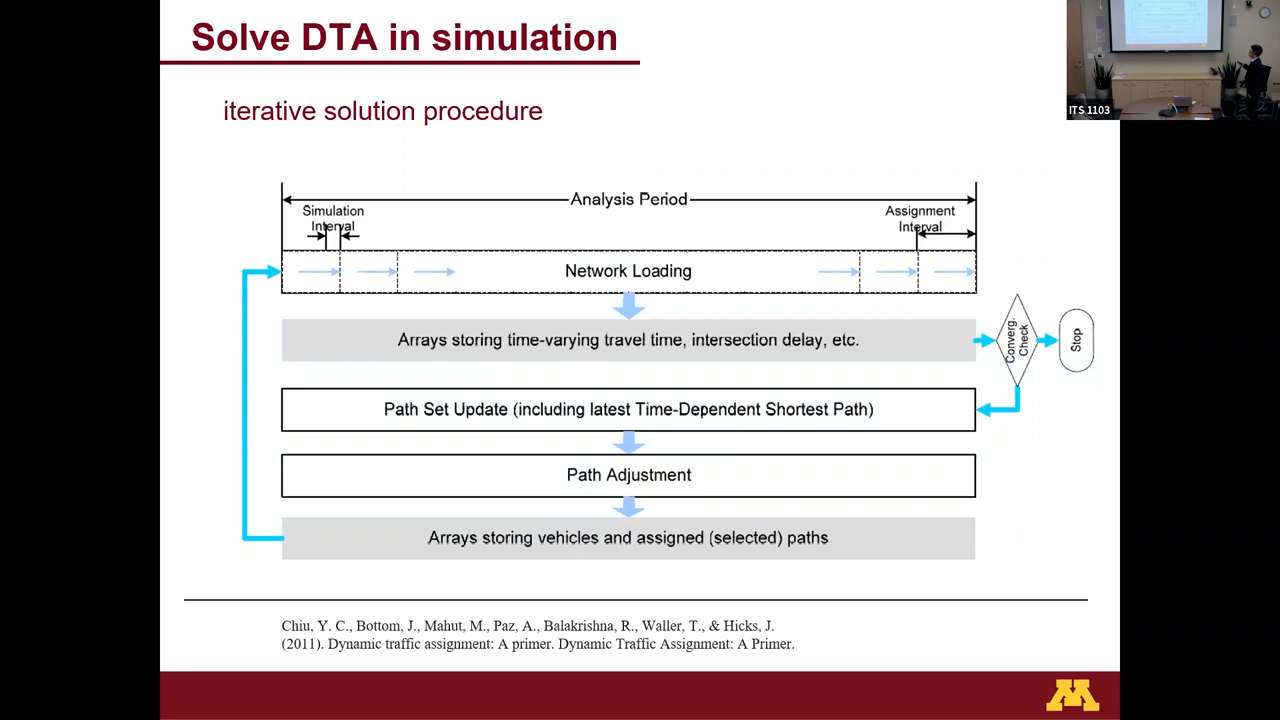 Solve DTA in simulation
ITS 1103
iterative solution procedure
Analysis Period
Simulation
Interval
Assignment
Interval
Network Loading
Arrays storing time-varying travel time, intersection delay, etc.
Converg.
Check
Stop
Path Set Update (including latest Time-Dependent Shortest Path)
Path Adjustment
Arrays storing vehicles and assigned (selected) paths
Chiu, Y. C., Bottom, J., Mahut, M., Paz, A., Balakrishna, R., Waller, T., & Hicks, J.
(2011). Dynamic traffic assignment: A primer. Dynamic Traffic Assignment: A Primer.
M